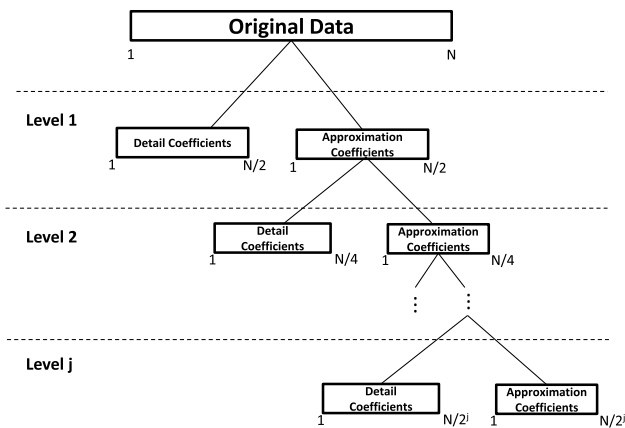 Original Data
1 N
Level 1
Detail Coefficients
Approximation
Coefficients
1 N/2 1 N/2
Level 2
Detail
Coefficients
Approximation
Coefficients
1 N/4 1 N/4
Level j
Detail
Coefficients
Approximation
Coefficients
1 N/2ʲ 1 N/2ʲ